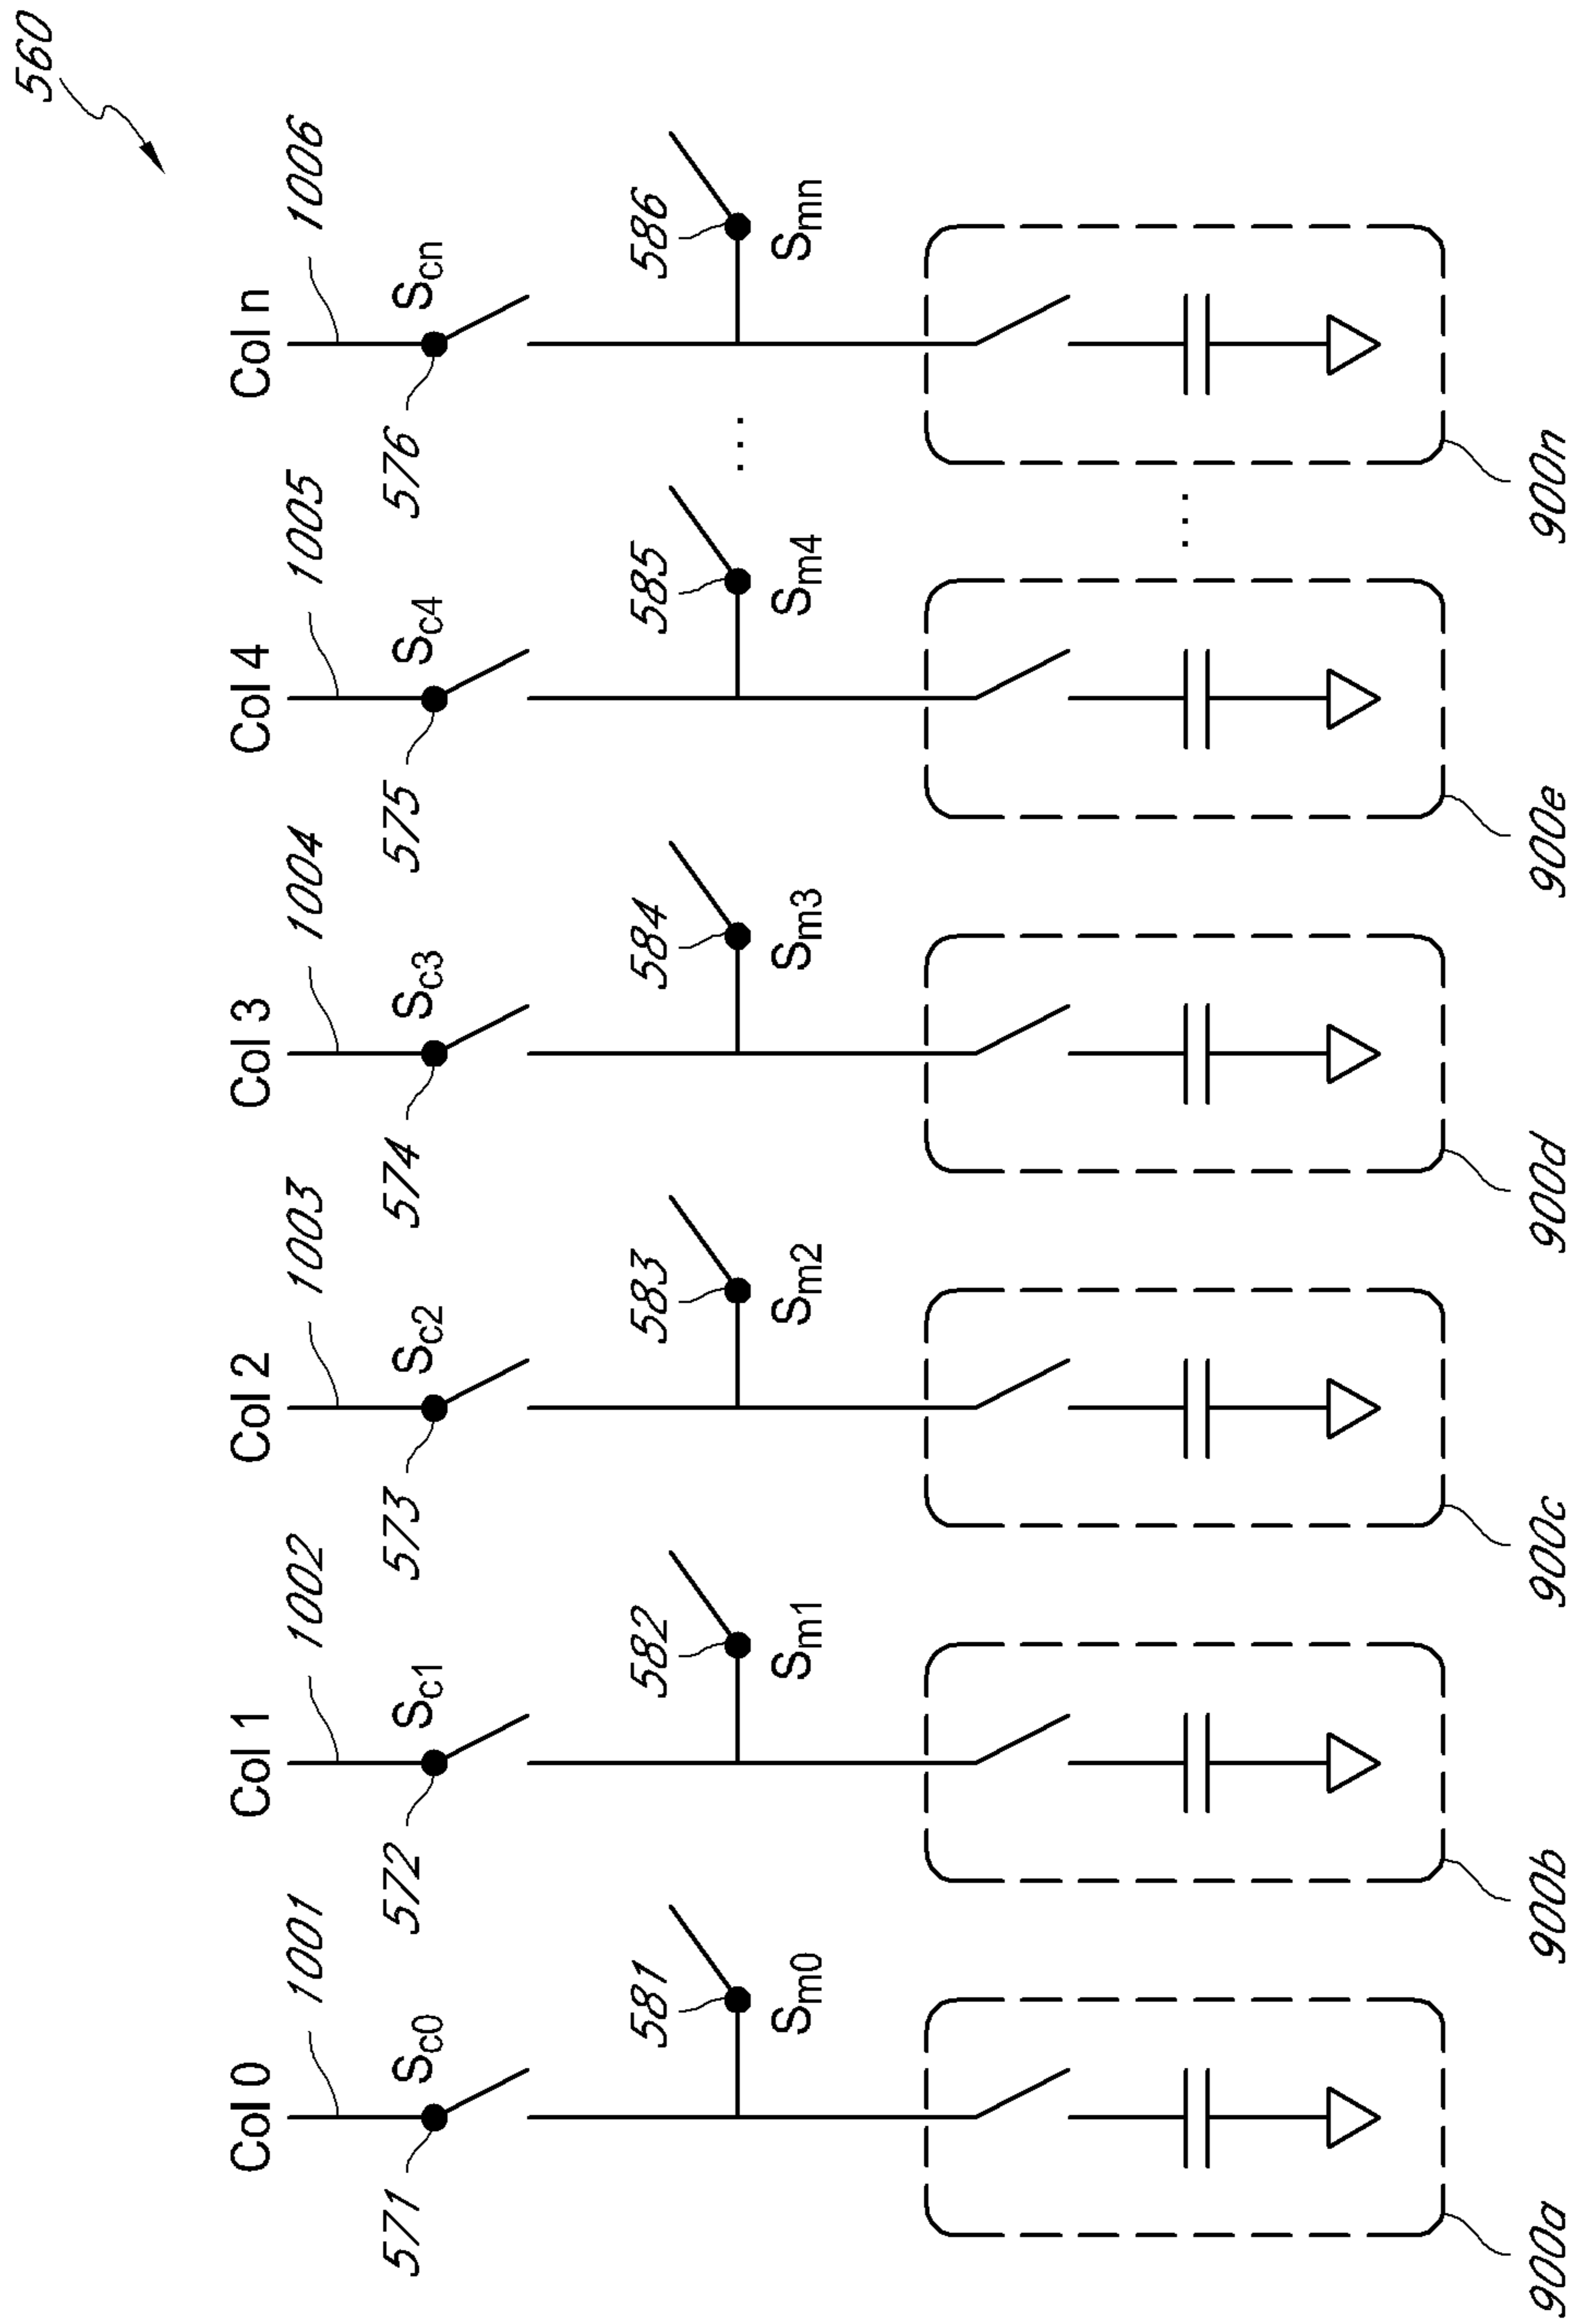 560
Col 0
Col 1
Col 2
Col 3
Col 4
Col n
1001
1002
1003
1004
1005
1006
Sc0
Sc1
Sc2
Sc3
Sc4
Scn
571
572
573
574
575
576
581
582
583
584
585
586
...
Sm0
Sm1
Sm2
Sm3
Sm4
Smn
...
900a
900b
900c
900d
900e
900n